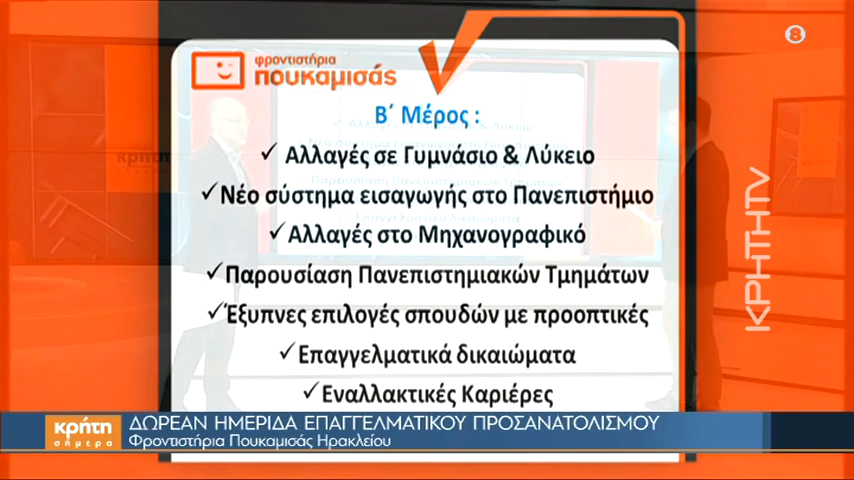 8
φροντιστήρια
πουκαμισάς
Β΄ Μέρος :
✓ Αλλαγές σε Γυμνάσιο & Λύκειο
✓ Νέο σύστημα εισαγωγής στο Πανεπιστήμιο
✓ Αλλαγές στο Μηχανογραφικό
✓ Παρουσίαση Πανεπιστημιακών Τμημάτων
✓ Έξυπνες επιλογές σπουδών με προοπτικές
✓ Επαγγελματικά δικαιώματα
✓ Εναλλακτικές Καριέρες
ΚΡΗΤΗTV
κρήτη
σήμερα
ΔΩΡΕΑΝ ΗΜΕΡΙΔΑ ΕΠΑΓΓΕΛΜΑΤΙΚΟΥ ΠΡΟΣΑΝΑΤΟΛΙΣΜΟΥ
Φροντιστήρια Πουκαμισάς Ηρακλείου